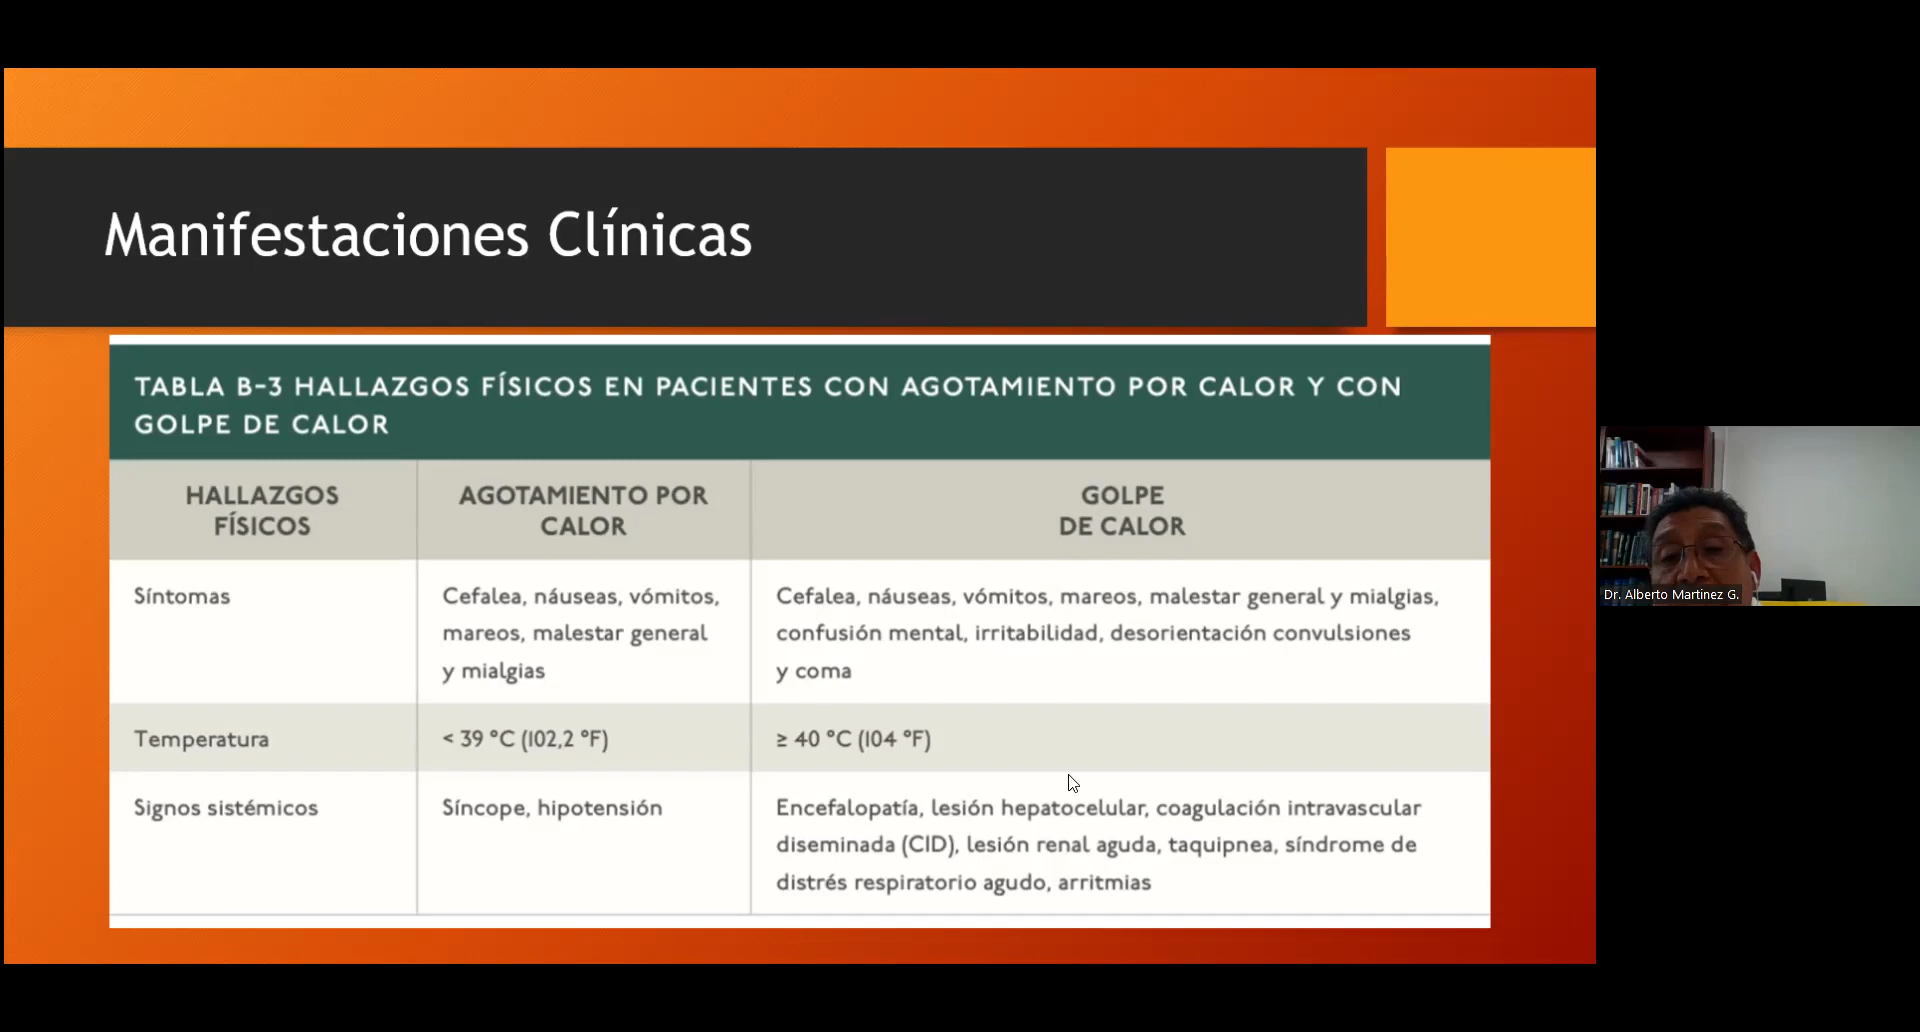 Manifestaciones Clínicas
TABLA B-3 HALLAZGOS FÍSICOS EN PACIENTES CON AGOTAMIENTO POR CALOR Y CON
GOLPE DE CALOR
HALLAZGOS
FÍSICOS
AGOTAMIENTO POR
CALOR
GOLPE
DE CALOR
Síntomas
Cefalea, náuseas, vómitos,
mareos, malestar general
y mialgias
Cefalea, náuseas, vómitos, mareos, malestar general y mialgias,
confusión mental, irritabilidad, desorientación convulsiones
y coma
Temperatura
< 39 °C (102,2 °F)
≥ 40 °C (104 °F)
Signos sistémicos
Síncope, hipotensión
Encefalopatía, lesión hepatocelular, coagulación intravascular
diseminada (CID), lesión renal aguda, taquipnea, síndrome de
distrés respiratorio agudo, arritmias
Dr. Alberto Martínez G.